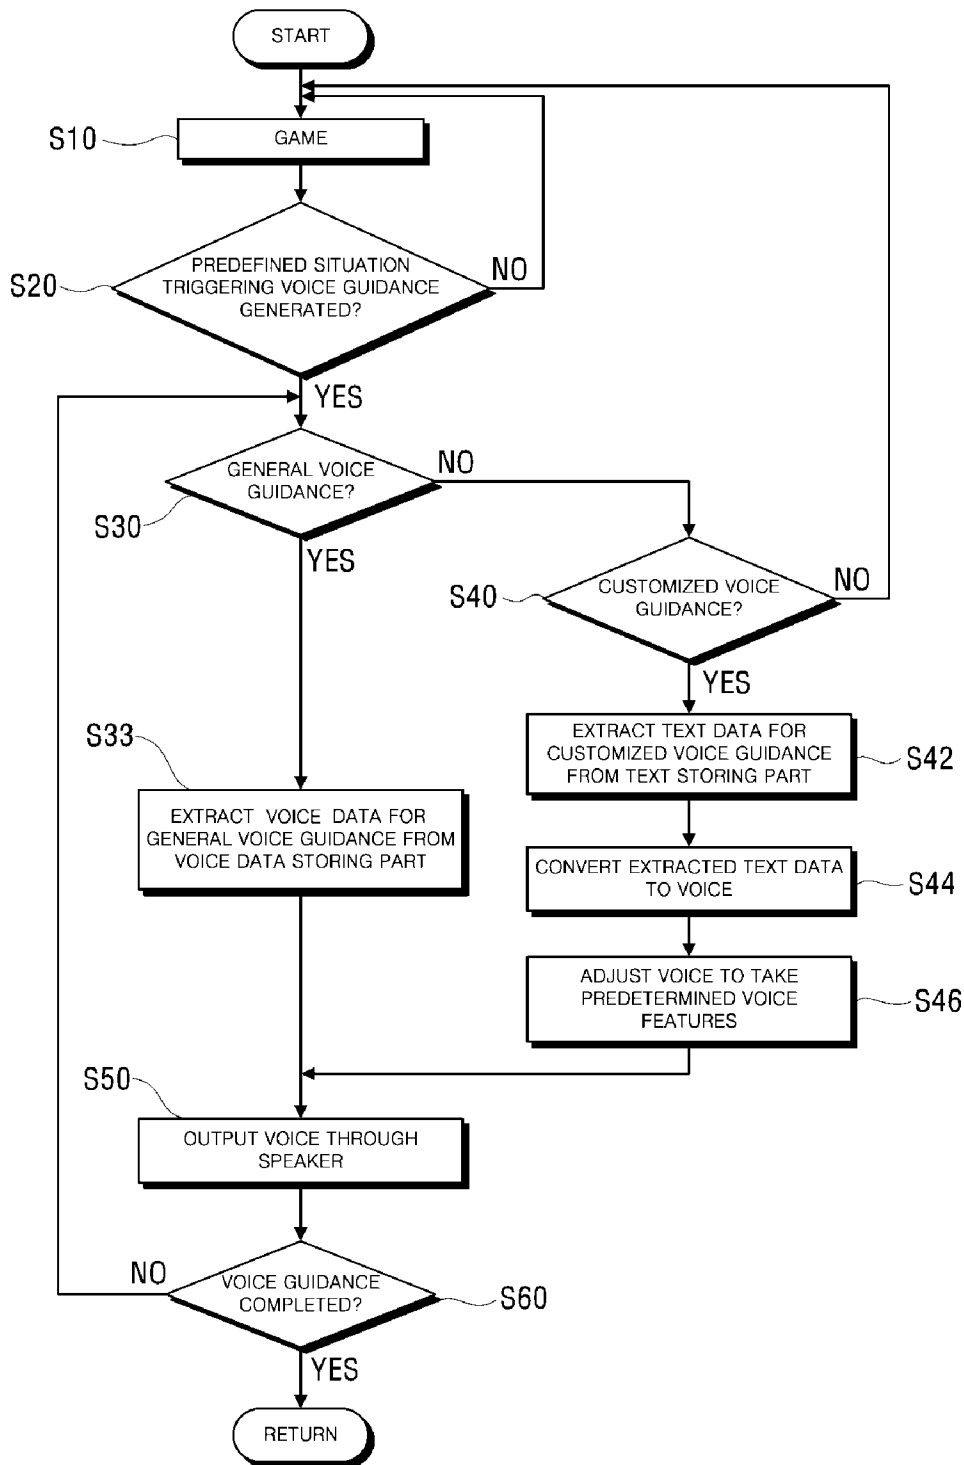 START
S10
GAME
S20
PREDEFINED SITUATION
TRIGGERING VOICE GUIDANCE
GENERATED?
NO
YES
GENERAL VOICE
GUIDANCE?
NO
S30
YES
S40
CUSTOMIZED VOICE
GUIDANCE?
NO
YES
S33
EXTRACT VOICE DATA FOR
GENERAL VOICE GUIDANCE FROM
VOICE DATA STORING PART
EXTRACT TEXT DATA FOR
CUSTOMIZED VOICE GUIDANCE
FROM TEXT STORING PART
S42
CONVERT EXTRACTED TEXT DATA
TO VOICE
S44
ADJUST VOICE TO TAKE
PREDETERMINED VOICE
FEATURES
S46
S50
OUTPUT VOICE THROUGH
SPEAKER
NO
VOICE GUIDANCE
COMPLETED?
S60
YES
RETURN